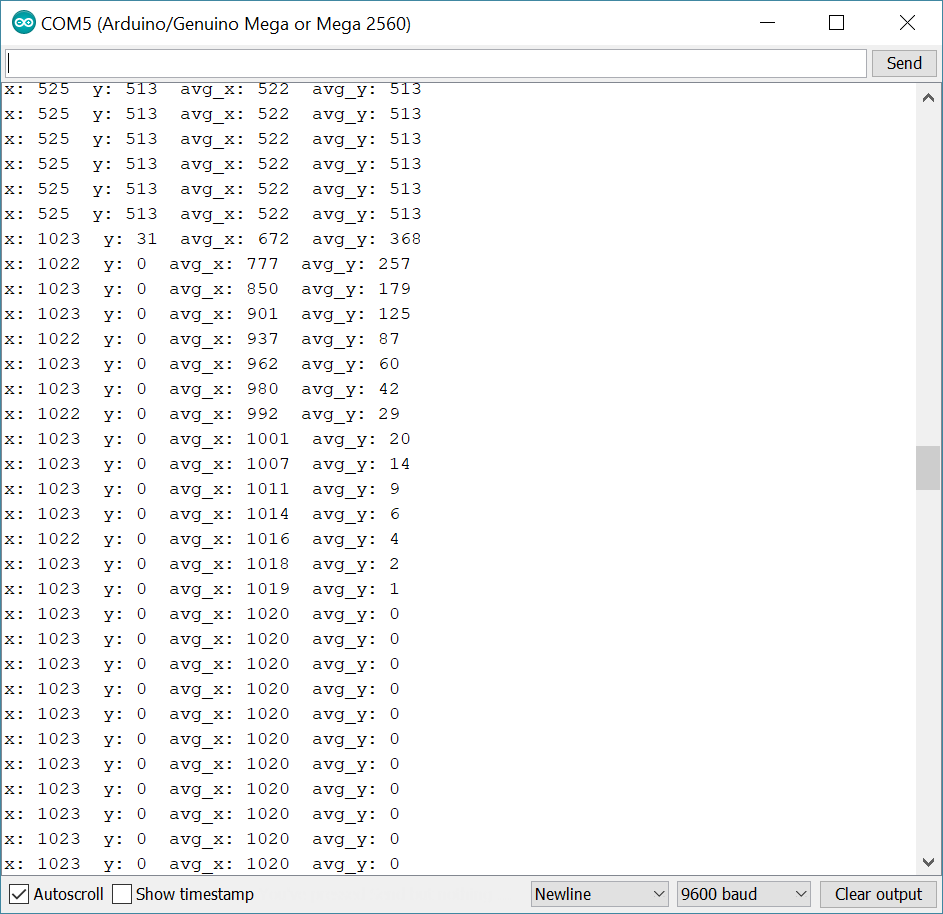 COM5 (Arduino/Genuino Mega or Mega 2560)
Send
x: 525  y: 513  avg_x: 522  avg_y: 513
x: 525  y: 513  avg_x: 522  avg_y: 513
x: 525  y: 513  avg_x: 522  avg_y: 513
x: 525  y: 513  avg_x: 522  avg_y: 513
x: 525  y: 513  avg_x: 522  avg_y: 513
x: 525  y: 513  avg_x: 522  avg_y: 513
x: 1023  y: 31  avg_x: 672  avg_y: 368
x: 1022  y: 0  avg_x: 777  avg_y: 257
x: 1023  y: 0  avg_x: 850  avg_y: 179
x: 1023  y: 0  avg_x: 901  avg_y: 125
x: 1022  y: 0  avg_x: 937  avg_y: 87
x: 1023  y: 0  avg_x: 962  avg_y: 60
x: 1023  y: 0  avg_x: 980  avg_y: 42
x: 1022  y: 0  avg_x: 992  avg_y: 29
x: 1023  y: 0  avg_x: 1001  avg_y: 20
x: 1023  y: 0  avg_x: 1007  avg_y: 14
x: 1023  y: 0  avg_x: 1011  avg_y: 9
x: 1023  y: 0  avg_x: 1014  avg_y: 6
x: 1022  y: 0  avg_x: 1016  avg_y: 4
x: 1023  y: 0  avg_x: 1018  avg_y: 2
x: 1023  y: 0  avg_x: 1019  avg_y: 1
x: 1023  y: 0  avg_x: 1020  avg_y: 0
x: 1023  y: 0  avg_x: 1020  avg_y: 0
x: 1023  y: 0  avg_x: 1020  avg_y: 0
x: 1023  y: 0  avg_x: 1020  avg_y: 0
x: 1023  y: 0  avg_x: 1020  avg_y: 0
x: 1023  y: 0  avg_x: 1020  avg_y: 0
x: 1023  y: 0  avg_x: 1020  avg_y: 0
x: 1023  y: 0  avg_x: 1020  avg_y: 0
x: 1023  y: 0  avg_x: 1020  avg_y: 0
x: 1023  y: 0  avg_x: 1020  avg_y: 0
x: 1023  y: 0  avg_x: 1020  avg_y: 0
Autoscroll Show timestamp Newline 9600 baud Clear output